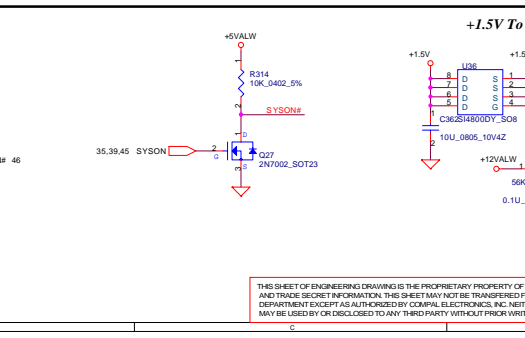 +1.5V To
+5VALW
1
R314
10K_0402_5%
2
SYSON#
1
D
35,39,45 SYSON
2
G
Q27
2N7002_SOT23
S
3
# 46
+1.5V
+1.5
U36
8 D S 1
7 D S 2
6 D S 3
5 D G 4
1
C362 SI4800DY_SO8
10U_0805_10V4Z
2
+12VALW
1
56K
0.1U_
THIS SHEET OF ENGINEERING DRAWING IS THE PROPRIETARY PROPERTY OF
AND TRADE SECRET INFORMATION. THIS SHEET MAY NOT BE TRANSFERED F
DEPARTMENT EXCEPT AS AUTHORIZED BY COMPAL ELECTRONICS, INC. NEIT
MAY BE USED BY OR DISCLOSED TO ANY THIRD PARTY WITHOUT PRIOR WRIT
C